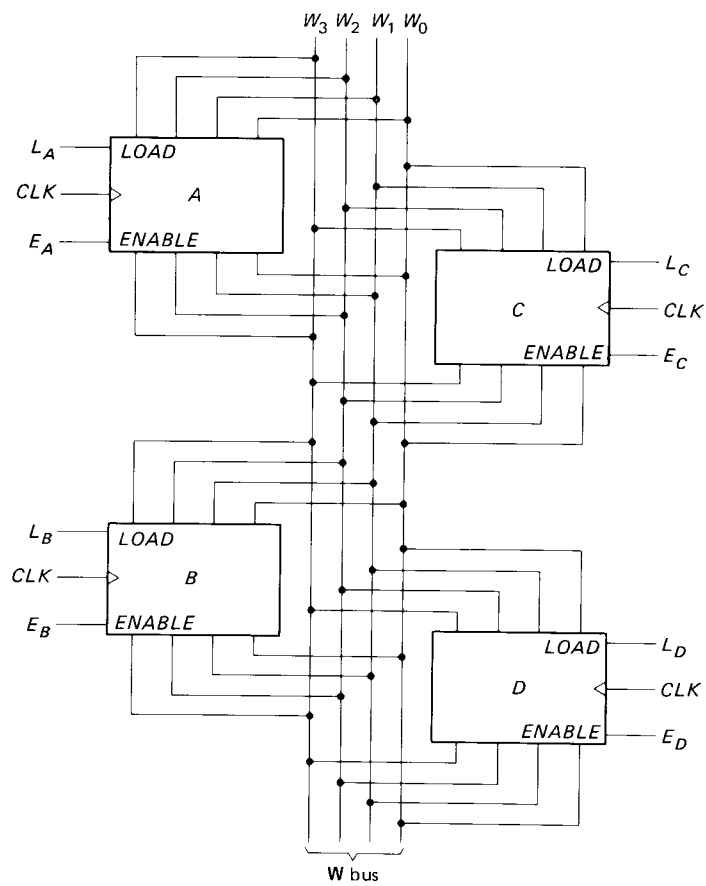 W3 W2 W1 W0
LA
LOAD
CLK
A
EA
ENABLE
LOAD
LC
C
CLK
ENABLE
EC
LB
LOAD
CLK
B
EB
ENABLE
LOAD
LD
D
CLK
ENABLE
ED
W bus